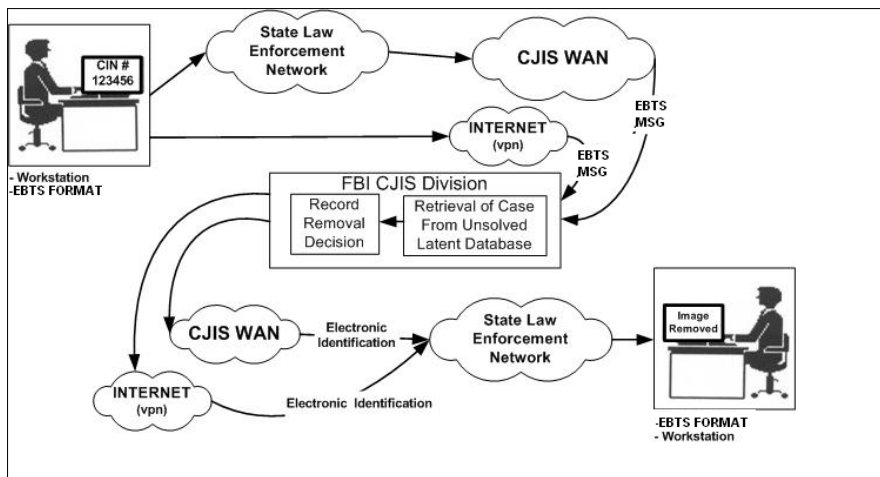 CIN #
123456
- Workstation
-EBTS FORMAT
State Law
Enforcement
Network
CJIS WAN
EBTS
MSG
INTERNET
(vpn)
EBTS
MSG
FBI CJIS Division
Record
Removal
Decision
Retrieval of Case
From Unsolved
Latent Database
CJIS WAN
Electronic
Identification
State Law
Enforcement
Network
Image
Removed
INTERNET
(vpn)
Electronic Identification
-EBTS FORMAT
- Workstation